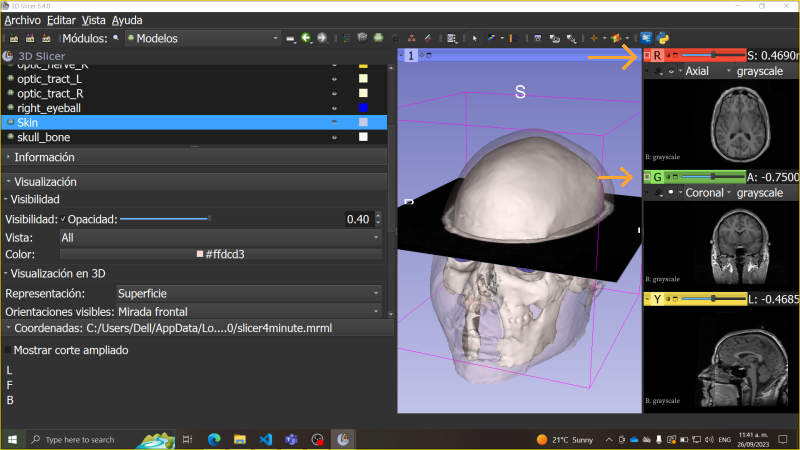 3D Slicer 5.4.0
Archivo Editar Vista Ayuda
Módulos: Modelos
3D Slicer
optic_nerve_R
optic_tract_L
optic_tract_R
right_eyeball
Skin
skull_bone
Información
Visualización
Visibilidad
Visibilidad: Opacidad: 0.40
Vista: All
Color: #ffdcd3
Visualización en 3D
Representación: Superficie
Orientaciones visibles: Mirada frontal
Coordenadas: C:/Users/Dell/AppData/Lo....0/slicer4minute.mrml
Mostrar corte ampliado
L
F
B
1
S
R S: 0.4690m
Axial grayscale
B: grayscale
G A: -0.7500
Coronal grayscale
B: grayscale
Y L: -0.4685
B: grayscale
Type here to search
21°C Sunny
11:41 a. m.
26/09/2023